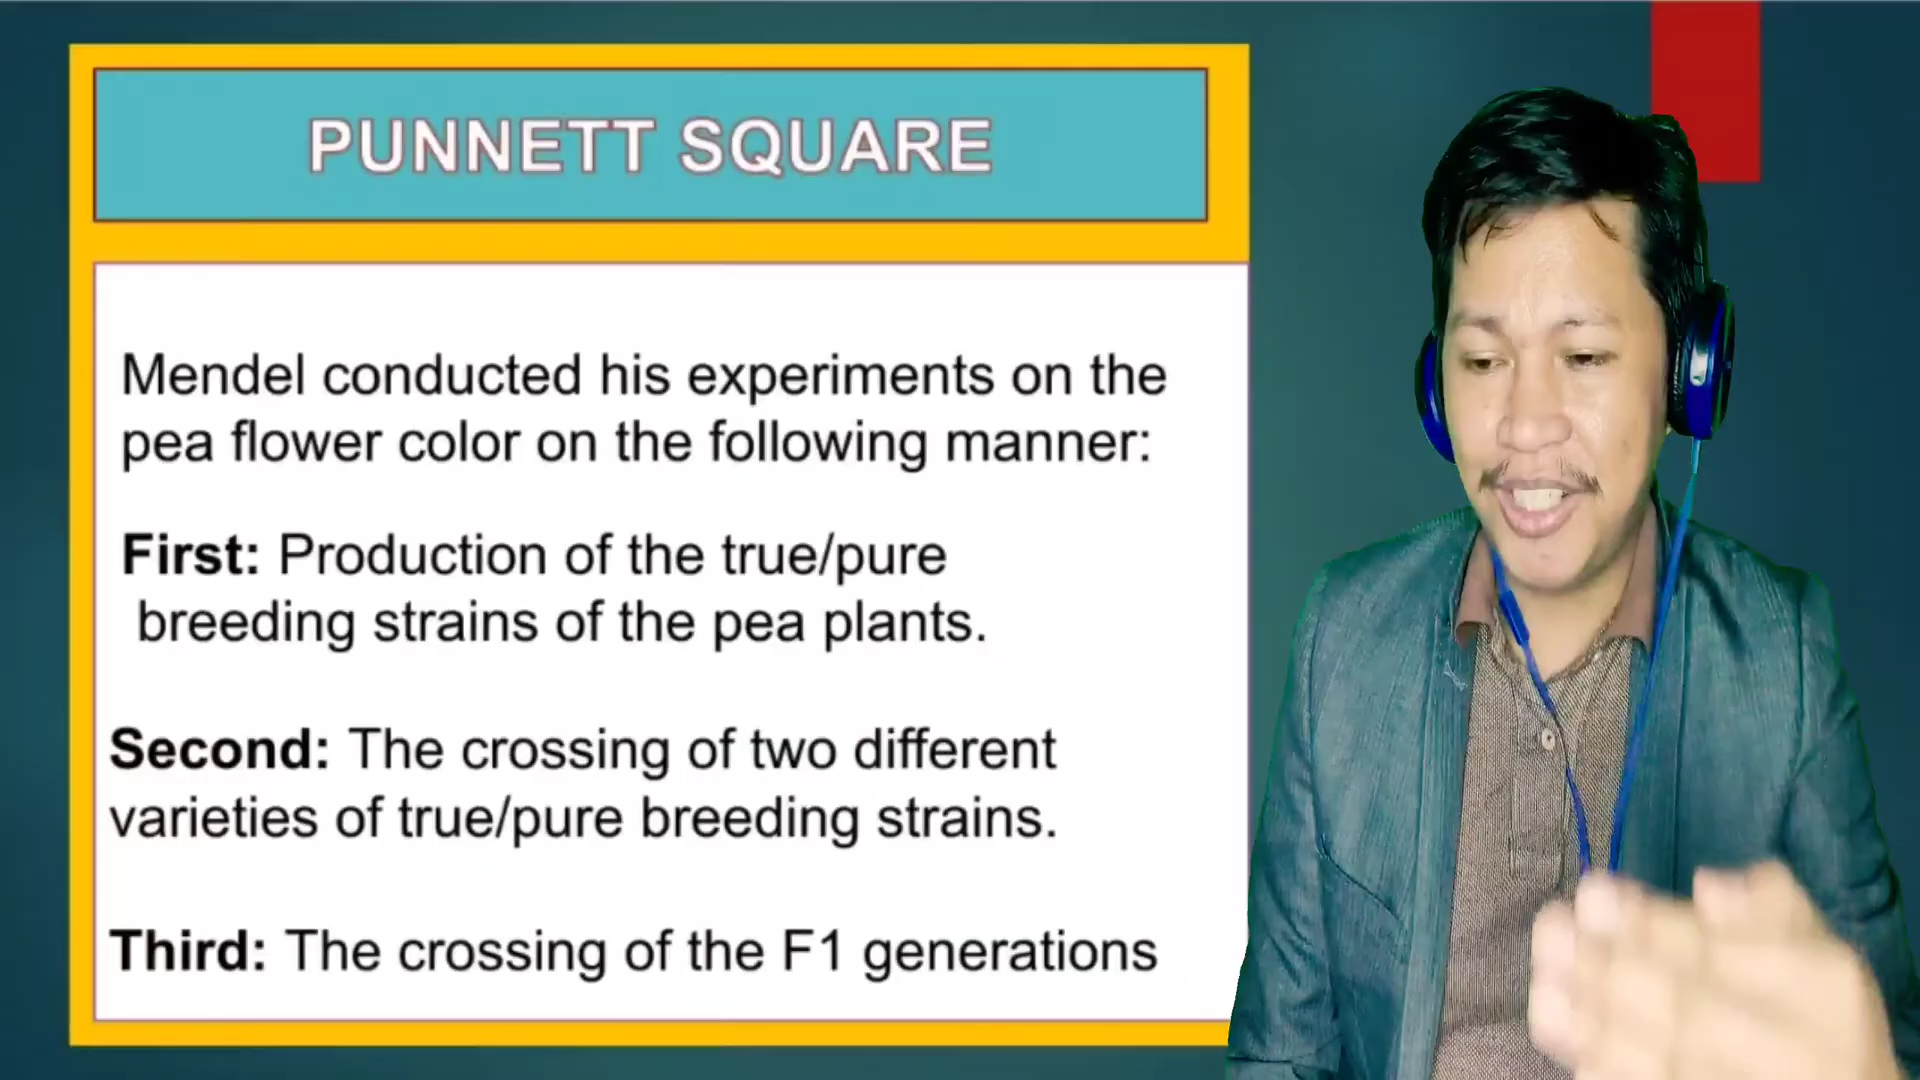 PUNNETT SQUARE
Mendel conducted his experiments on the
pea flower color on the following manner:
First: Production of the true/pure
breeding strains of the pea plants.
Second: The crossing of two different
varieties of true/pure breeding strains.
Third: The crossing of the F1 generations